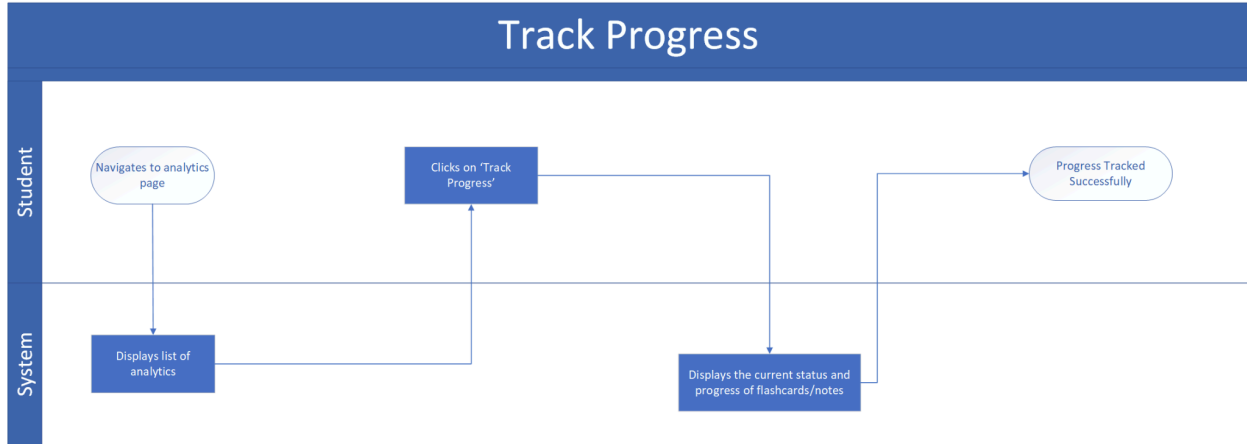 Track Progress
Student
Navigates to analytics
page
Clicks on ‘Track
Progress’
Progress Tracked
Successfully
System
Displays list of
analytics
Displays the current status and
progress of flashcards/notes